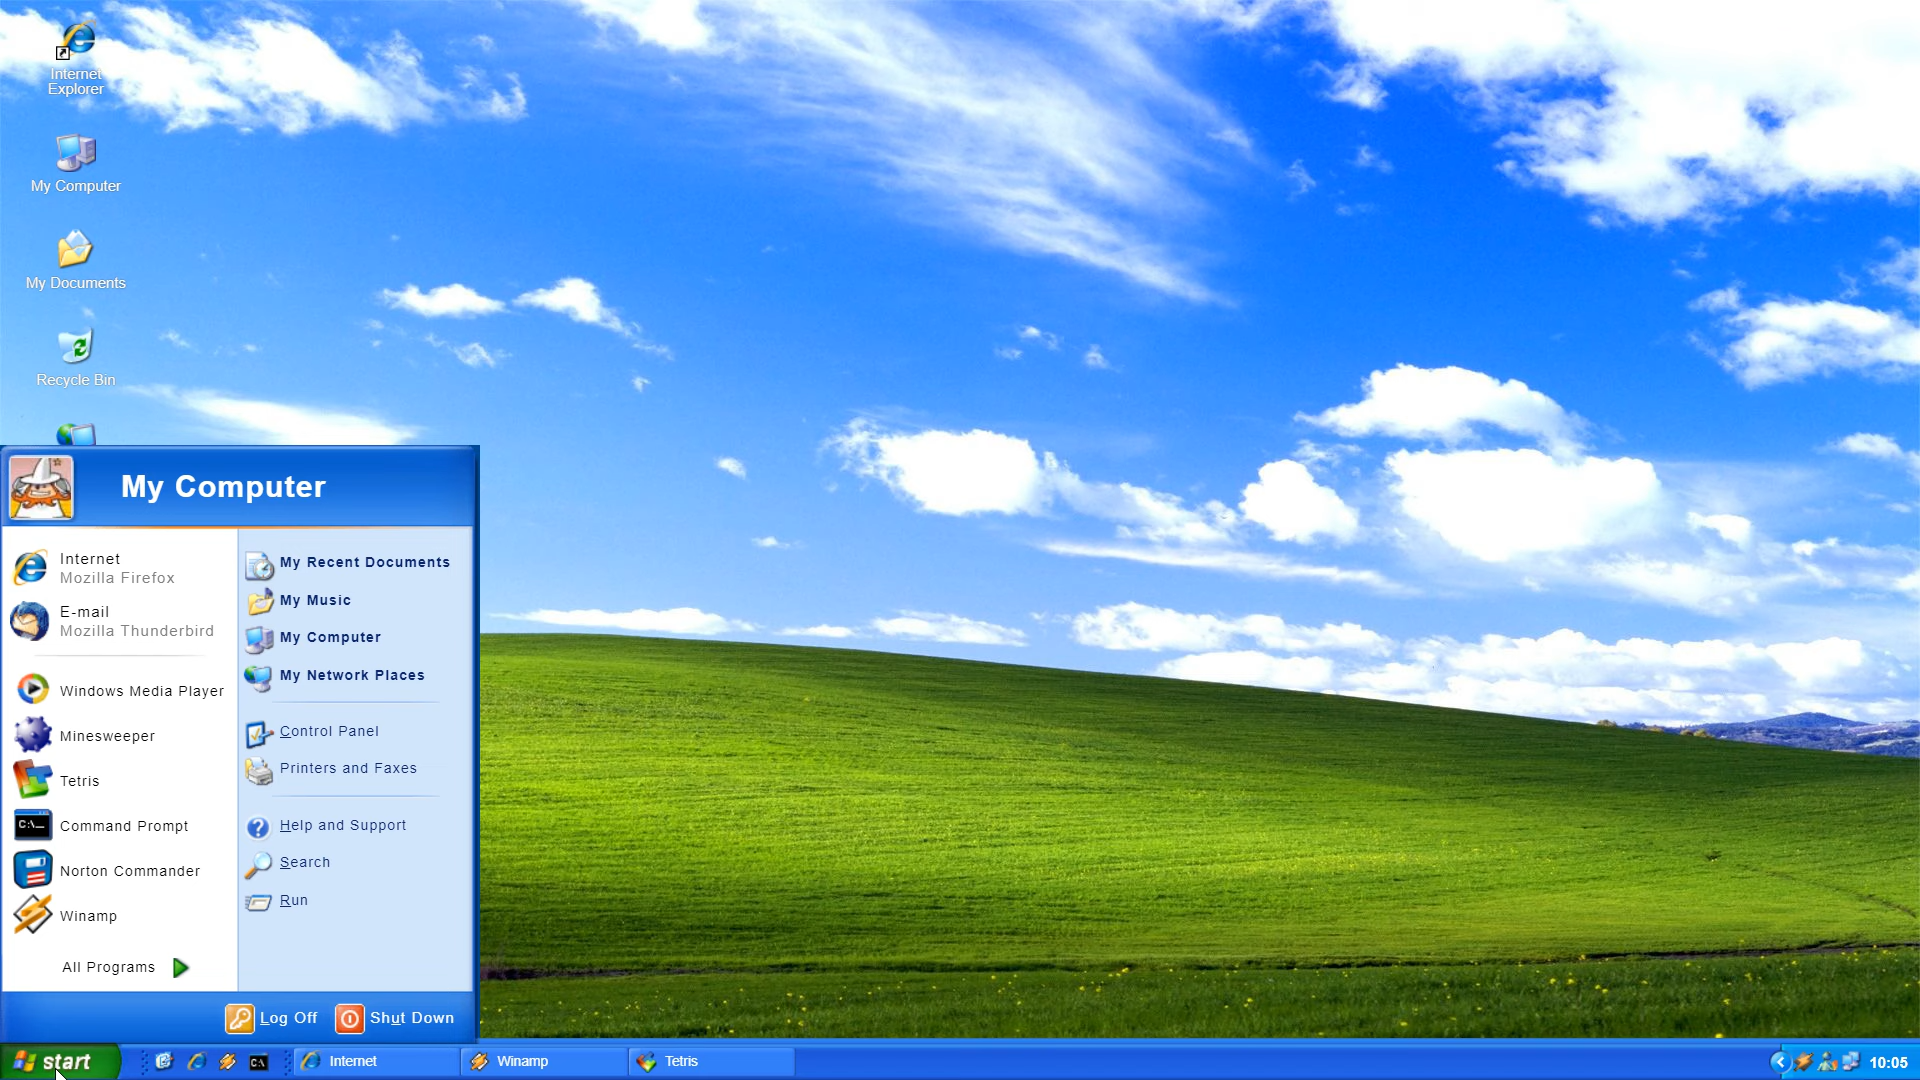 Internet
Explorer
My Computer
My Documents
Recycle Bin
My Computer
Internet
Mozilla Firefox
E-mail
Mozilla Thunderbird
Windows Media Player
Minesweeper
Tetris
C:\_
Command Prompt
Norton Commander
Winamp
All Programs
My Recent Documents
My Music
My Computer
My Network Places
Control Panel
Printers and Faxes
Help and Support
Search
Run
Log Off
Shut Down
start
C:\
Internet
Winamp
Tetris
10:05